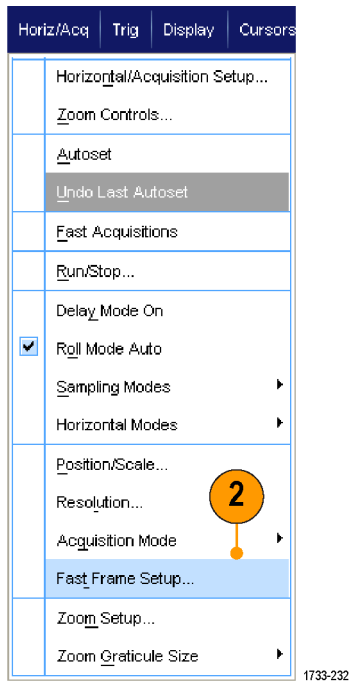 Horiz/Acq Trig Display Cursors
Horizontal/Acquisition Setup...
Zoom Controls...
Autoset
Undo Last Autoset
Fast Acquisitions
Run/Stop...
Delay Mode On
Roll Mode Auto
Sampling Modes
Horizontal Modes
Position/Scale...
Resolution...
2
Acquisition Mode
Fast Frame Setup...
Zoom Setup...
Zoom Graticule Size
1733-232